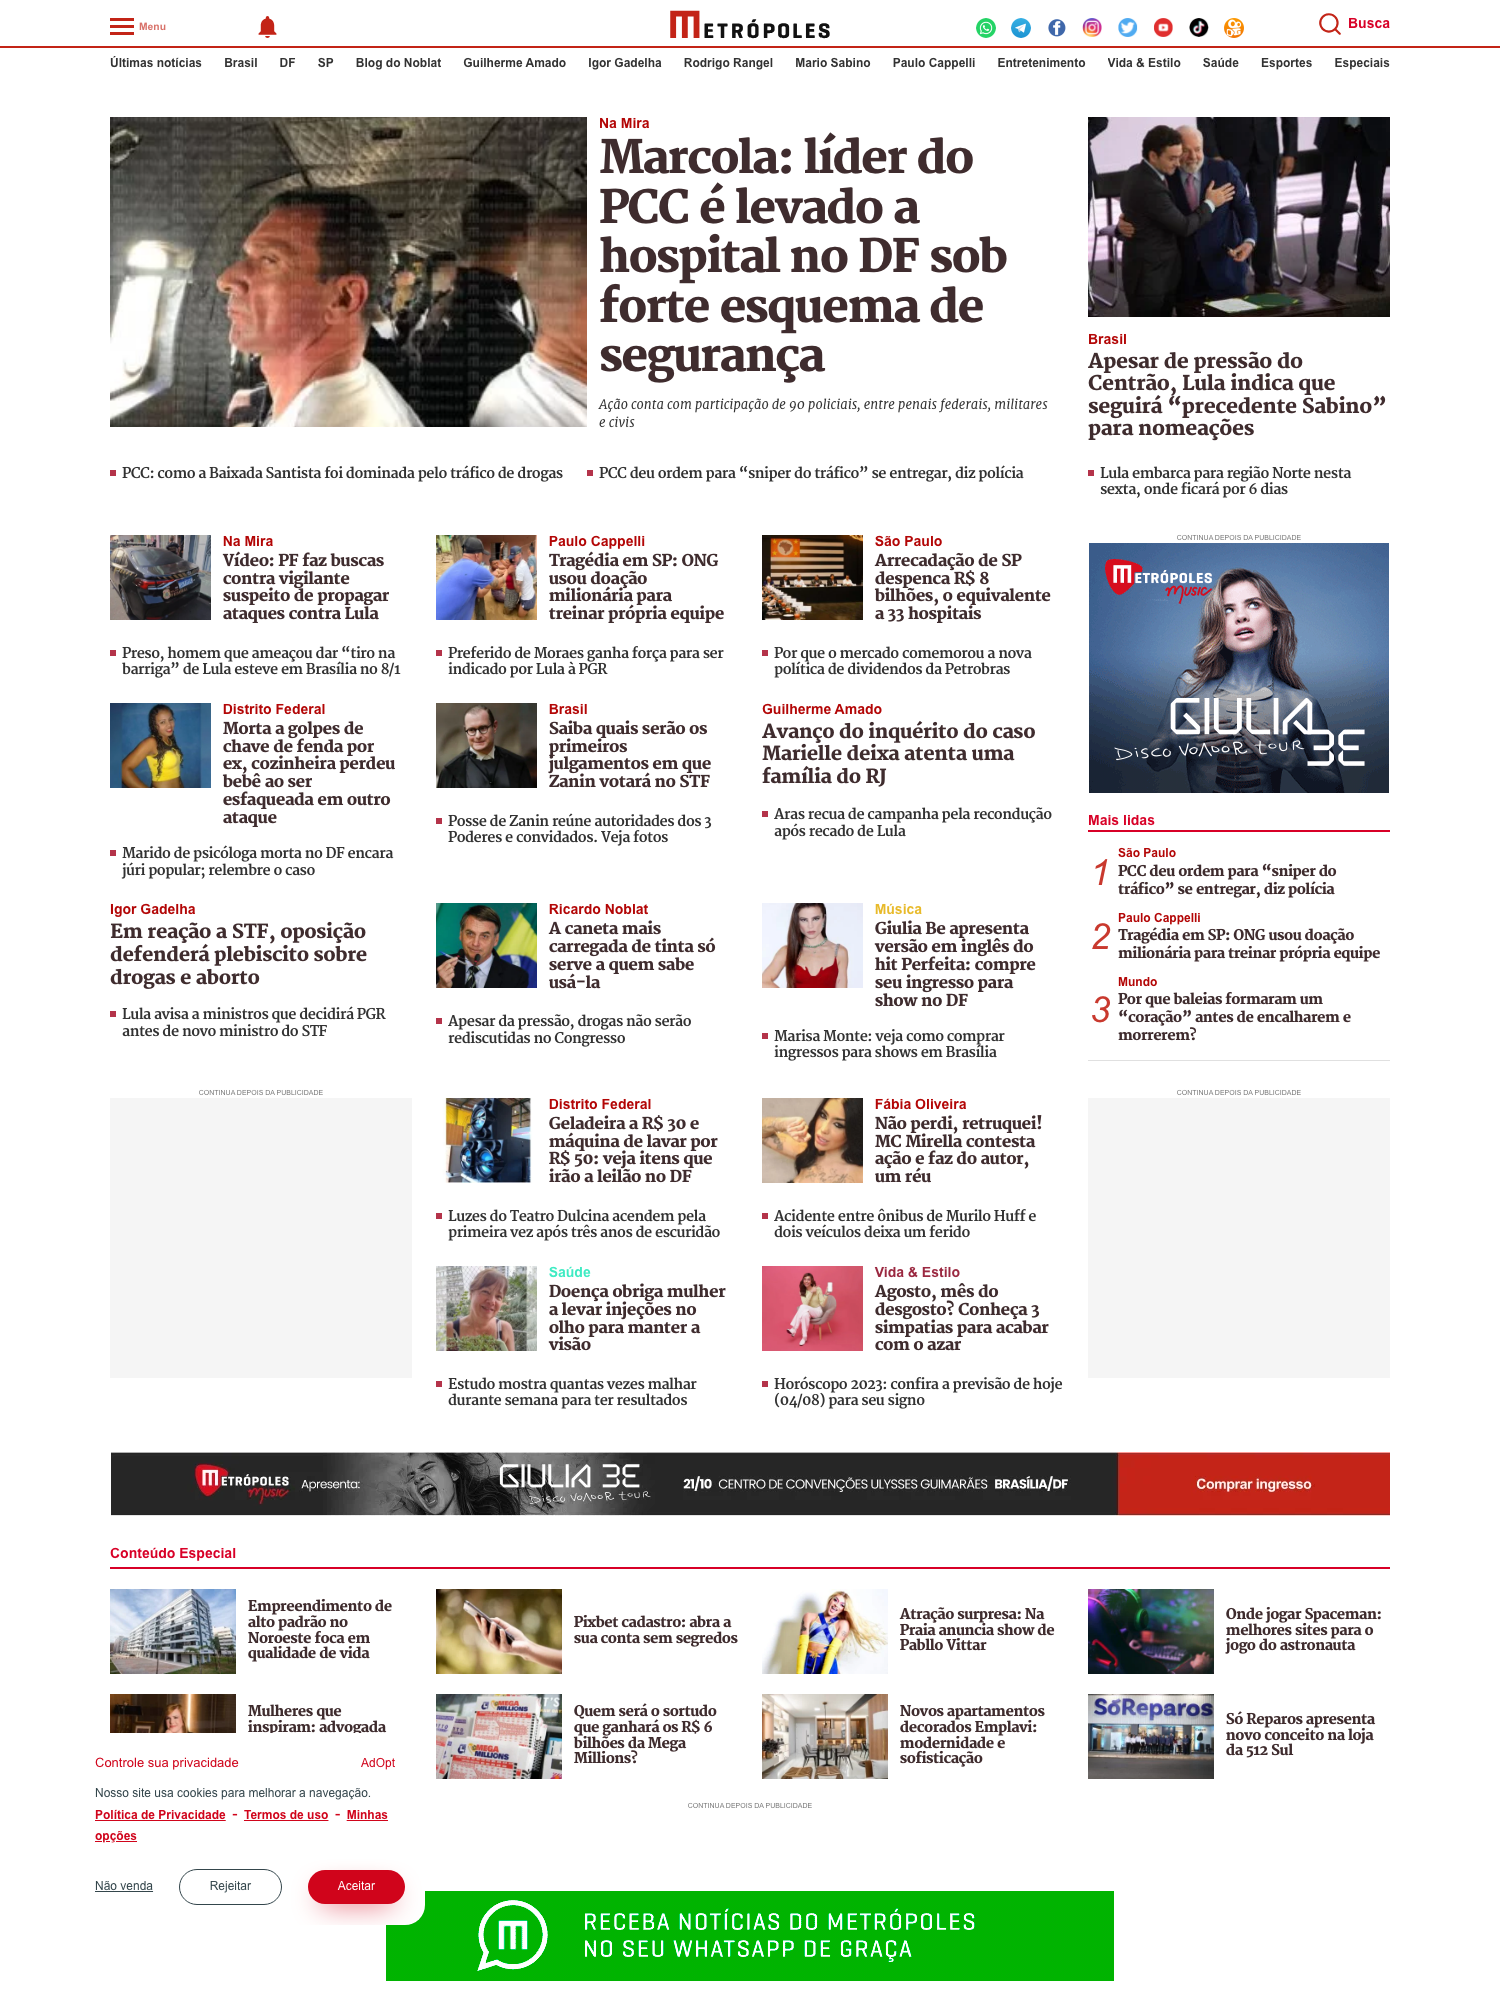 Menu
METRÓPOLES
Busca
Últimas notícias Brasil DF SP Blog do Noblat Guilherme Amado Igor Gadelha Rodrigo Rangel Mario Sabino Paulo Cappelli Entretenimento Vida & Estilo Saúde Esportes Especiais
Na Mira
Marcola: líder do
PCC é levado a
hospital no DF sob
forte esquema de
segurança
Ação conta com participação de 90 policiais, entre penais federais, militares
e civis
Brasil
Apesar de pressão do
Centrão, Lula indica que
seguirá “precedente Sabino”
para nomeações
PCC: como a Baixada Santista foi dominada pelo tráfico de drogas
PCC deu ordem para “sniper do tráfico” se entregar, diz polícia
Lula embarca para região Norte nesta
sexta, onde ficará por 6 dias
Na Mira
Vídeo: PF faz buscas
contra vigilante
suspeito de propagar
ataques contra Lula
Preso, homem que ameaçou dar “tiro na
barriga” de Lula esteve em Brasília no 8/1
Paulo Cappelli
Tragédia em SP: ONG
usou doação
milionária para
treinar própria equipe
Preferido de Moraes ganha força para ser
indicado por Lula à PGR
São Paulo
Arrecadação de SP
despenca R$ 8
bilhões, o equivalente
a 33 hospitais
Por que o mercado comemorou a nova
política de dividendos da Petrobras
CONTINUA DEPOIS DA PUBLICIDADE
METRÓPOLES
Music
GIULIA
BE
DISCO VOADOR TOUR
Distrito Federal
Morta a golpes de
chave de fenda por
ex, cozinheira perdeu
bebê ao ser
esfaqueada em outro
ataque
Marido de psicóloga morta no DF encara
júri popular; relembre o caso
Brasil
Saiba quais serão os
primeiros
julgamentos em que
Zanin votará no STF
Posse de Zanin reúne autoridades dos 3
Poderes e convidados. Veja fotos
Guilherme Amado
Avanço do inquérito do caso
Marielle deixa atenta uma
família do RJ
Aras recua de campanha pela recondução
após recado de Lula
Mais lidas
1
São Paulo
PCC deu ordem para “sniper do
tráfico” se entregar, diz polícia
2
Paulo Cappelli
Tragédia em SP: ONG usou doação
milionária para treinar própria equipe
3
Mundo
Por que baleias formaram um
“coração” antes de encalharem e
morrerem?
Igor Gadelha
Em reação a STF, oposição
defenderá plebiscito sobre
drogas e aborto
Lula avisa a ministros que decidirá PGR
antes de novo ministro do STF
Ricardo Noblat
A caneta mais
carregada de tinta só
serve a quem sabe
usá-la
Apesar da pressão, drogas não serão
rediscutidas no Congresso
Música
Giulia Be apresenta
versão em inglês do
hit Perfeita: compre
seu ingresso para
show no DF
Marisa Monte: veja como comprar
ingressos para shows em Brasília
CONTINUA DEPOIS DA PUBLICIDADE
Distrito Federal
Geladeira a R$ 30 e
máquina de lavar por
R$ 50: veja itens que
irão a leilão no DF
Luzes do Teatro Dulcina acendem pela
primeira vez após três anos de escuridão
Fábia Oliveira
Não perdi, retruquei!
MC Mirella contesta
ação e faz do autor,
um réu
Acidente entre ônibus de Murilo Huff e
dois veículos deixa um ferido
CONTINUA DEPOIS DA PUBLICIDADE
Saúde
Doença obriga mulher
a levar injeções no
olho para manter a
visão
Estudo mostra quantas vezes malhar
durante semana para ter resultados
Vida & Estilo
Agosto, mês do
desgosto? Conheça 3
simpatias para acabar
com o azar
Horóscopo 2023: confira a previsão de hoje
(04/08) para seu signo
METRÓPOLES
Music
Apresenta:
GIULIA BE
DISCO VOADOR TOUR
21/10 CENTRO DE CONVENÇÕES ULYSSES GUIMARÃES BRASÍLIA/DF
Comprar ingresso
Conteúdo Especial
Empreendimento de
alto padrão no
Noroeste foca em
qualidade de vida
Pixbet cadastro: abra a
sua conta sem segredos
Atração surpresa: Na
Praia anuncia show de
Pabllo Vittar
Onde jogar Spaceman:
melhores sites para o
jogo do astronauta
Mulheres que
inspiram: advogada
MEGA
MILLIONS
MEGA
MILLIONS
Quem será o sortudo
que ganhará os R$ 6
bilhões da Mega
Millions?
Novos apartamentos
decorados Emplavi:
modernidade e
sofisticação
SóReparos
Só Reparos apresenta
novo conceito na loja
da 512 Sul
Controle sua privacidade
AdOpt
Nosso site usa cookies para melhorar a navegação.
Política de Privacidade - Termos de uso - Minhas
opções
Não venda
Rejeitar
Aceitar
CONTINUA DEPOIS DA PUBLICIDADE
RECEBA NOTÍCIAS DO METRÓPOLES
NO SEU WHATSAPP DE GRAÇA